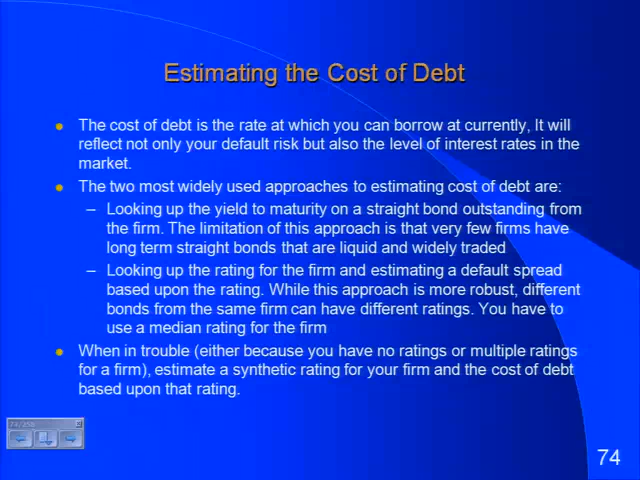 Estimating the Cost of Debt
The cost of debt is the rate at which you can borrow at currently, It will
reflect not only your default risk but also the level of interest rates in the
market.
The two most widely used approaches to estimating cost of debt are:
– Looking up the yield to maturity on a straight bond outstanding from
the firm. The limitation of this approach is that very few firms have
long term straight bonds that are liquid and widely traded
– Looking up the rating for the firm and estimating a default spread
based upon the rating. While this approach is more robust, different
bonds from the same firm can have different ratings. You have to
use a median rating for the firm
When in trouble (either because you have no ratings or multiple ratings
for a firm), estimate a synthetic rating for your firm and the cost of debt
based upon that rating.
74